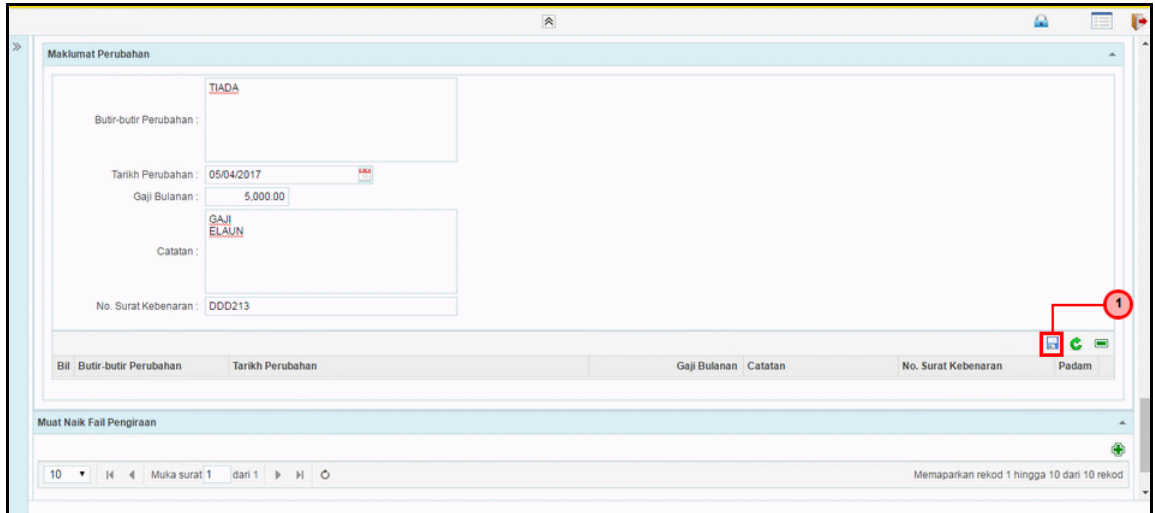 Maklumat Perubahan
Butir-butir Perubahan : TIADA
Tarikh Perubahan : 05/04/2017
Gaji Bulanan : 5,000.00
Catatan : GAJI
ELAUN
No. Surat Kebenaran : DDD213
1
Bil Butir-butir Perubahan Tarikh Perubahan Gaji Bulanan Catatan No. Surat Kebenaran Padam
Muat Naik Fail Pengiraan
10 Muka surat 1 dari 1 Memaparkan rekod 1 hingga 10 dari 10 rekod